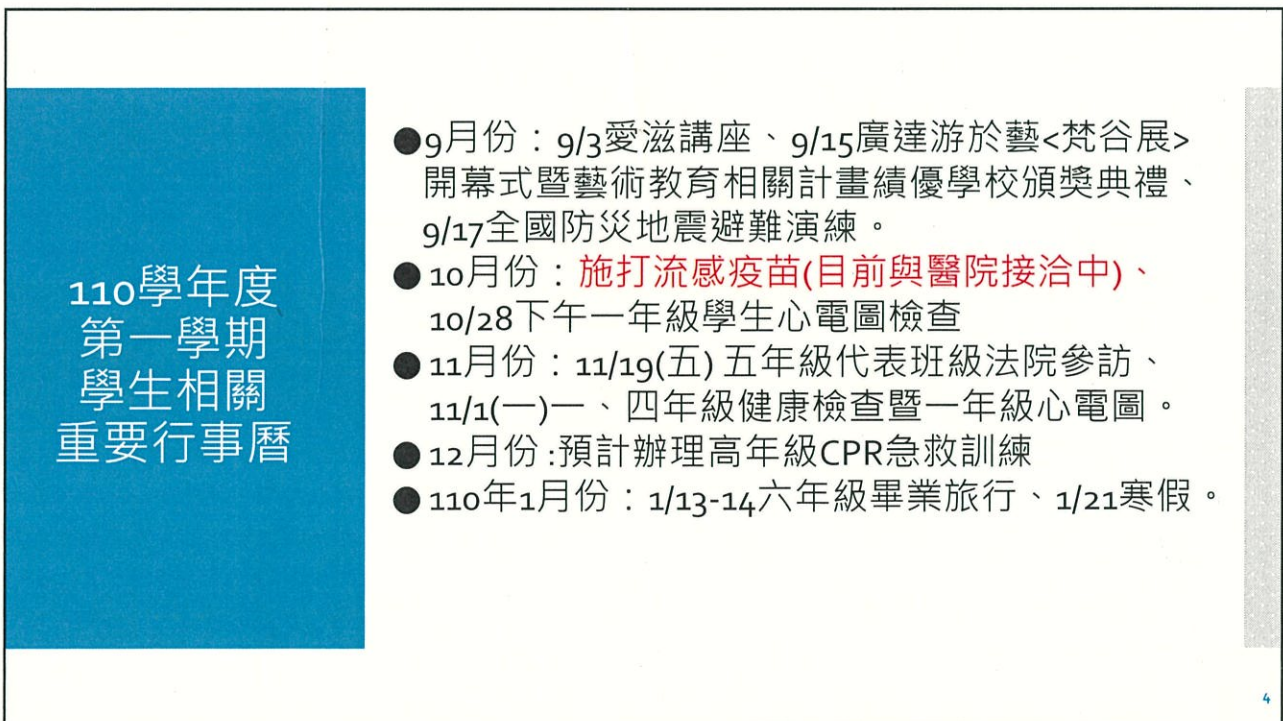 110學年度
第一學期
學生相關
重要行事曆
●9月份：9/3愛滋講座、9/15廣達游於藝<梵谷展>
開幕式暨藝術教育相關計畫績優學校頒獎典禮、
9/17全國防災地震避難演練。
●10月份：施打流感疫苗(目前與醫院接洽中)、
10/28下午一年級學生心電圖檢查
●11月份：11/19(五) 五年級代表班級法院參訪、
11/1(一)一、四年級健康檢查暨一年級心電圖。
●12月份:預計辦理高年級CPR急救訓練
●110年1月份：1/13-14六年級畢業旅行、1/21寒假。
4